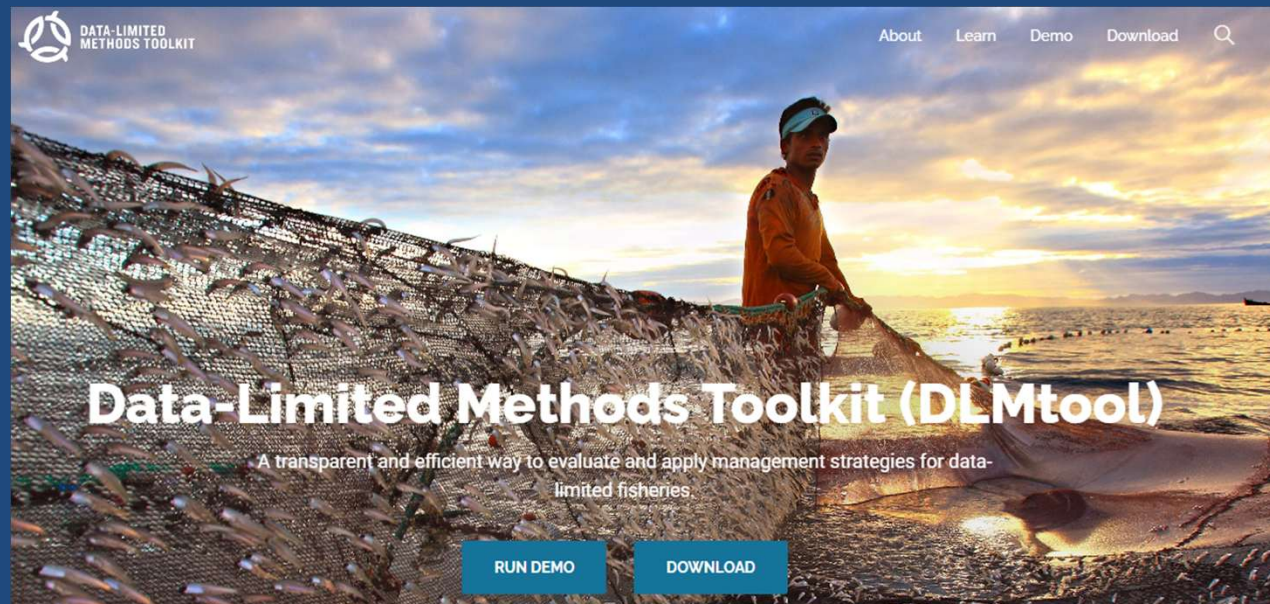 DATA-LIMITED
METHODS TOOLKIT
About Learn Demo Download
Data-Limited Methods Toolkit (DLMtool)
A transparent and efficient way to evaluate and apply management strategies for data-
limited fisheries.
RUN DEMO DOWNLOAD